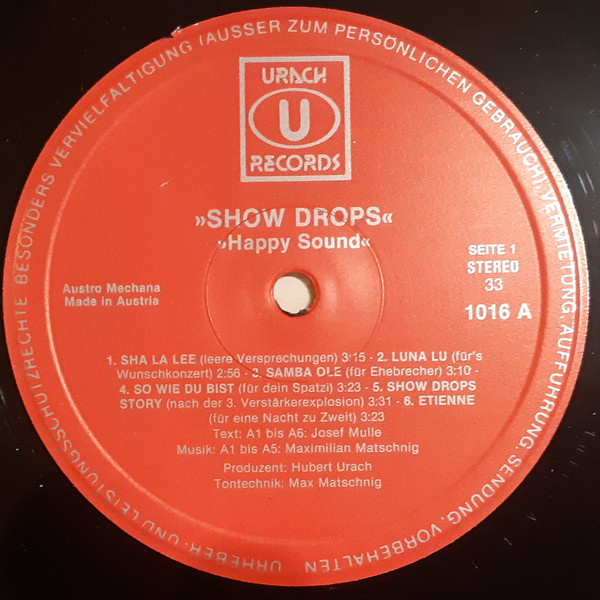 URACH
U
RECORDS
»SHOW DROPS«
»Happy Sound«
SEITE 1
STEREO
33
1016 A
Austro Mechana
Made in Austria
1. SHA LA LEE (leere Versprechungen) 3:15 - 2. LUNA LU (für's
Wunschkonzert) 2:56 - 3. SAMBA OLE (für Ehebrecher) 3:10 -
4. SO WIE DU BIST (für dein Spatzi) 3:23 - 5. SHOW DROPS
STORY (nach der 3. Verstärkerexplosion) 3:31 - 6. ETIENNE
(für eine Nacht zu Zweit) 3:23
Text: A1 bis A6: Josef Mulle
Musik: A1 bis A5: Maximilian Matschnig
Produzent: Hubert Urach
Tontechnik: Max Matschnig
URHEBER- UND LEISTUNGSSCHUTZRECHTE BESONDERS VERVIELFALTIGUNG (AUSSER ZUM PERSÖNLICHEN GEBRAUCH), VERMIETUNG, AUFFÜHRUNG, SENDUNG, VORBEHALTEN